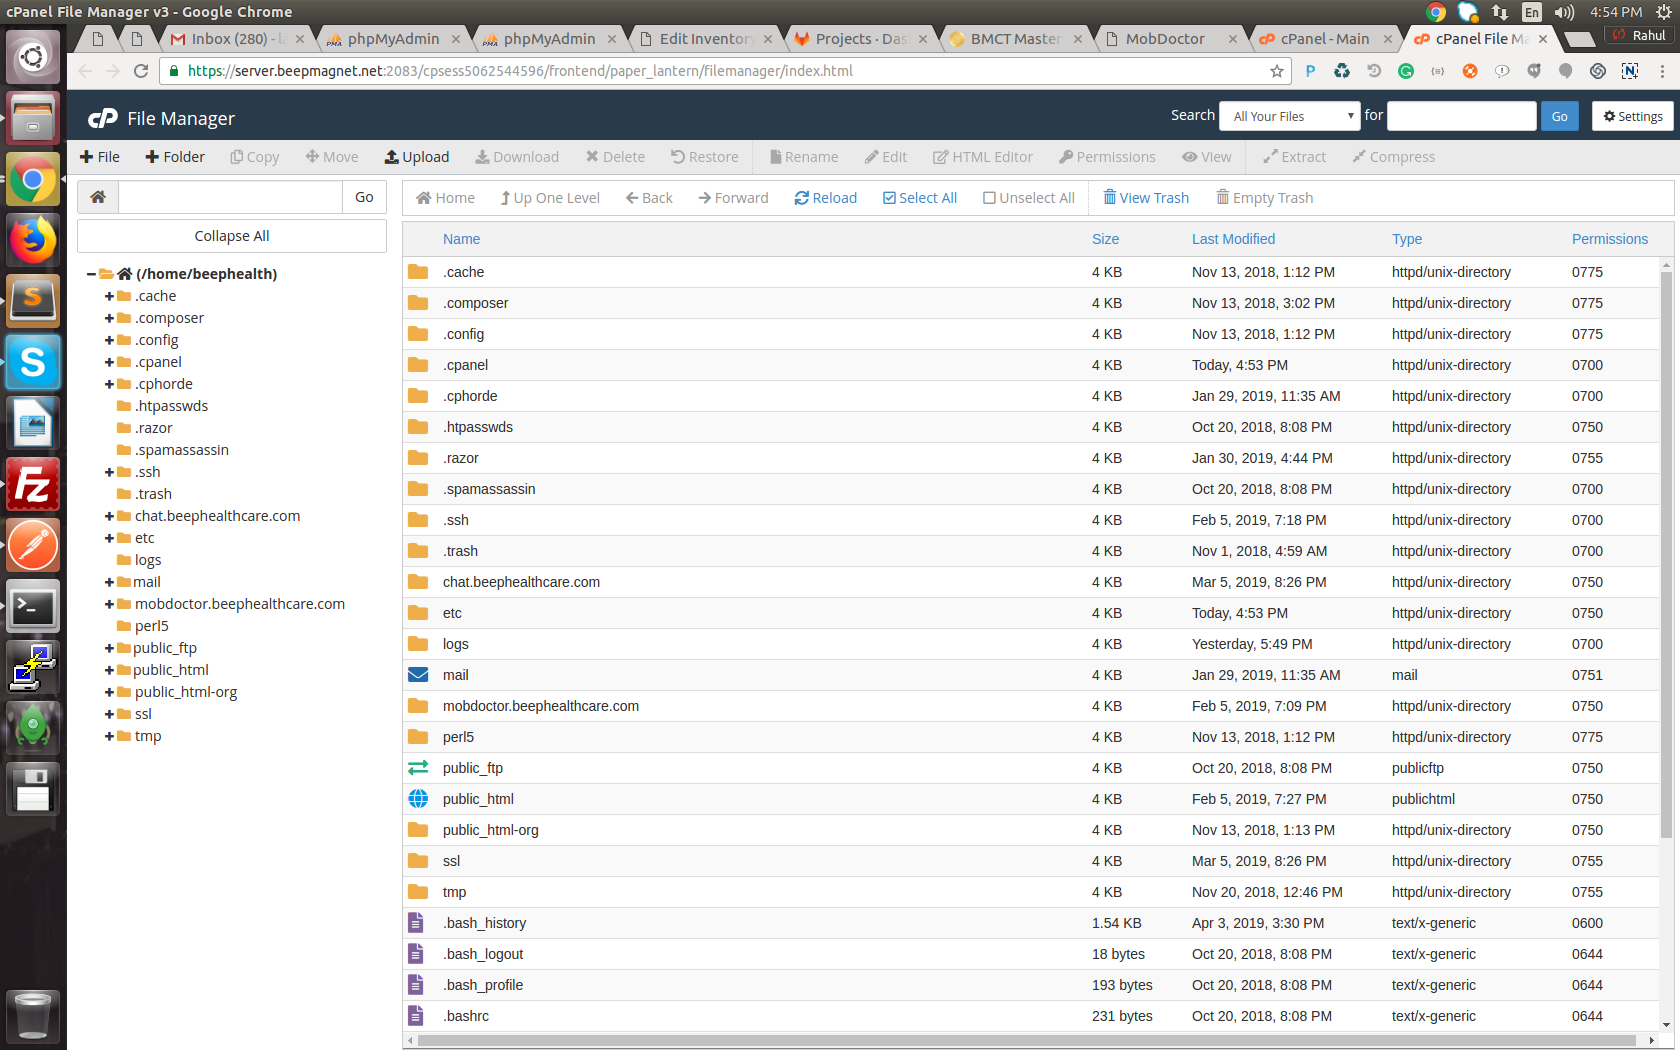 cPanel File Manager v3 - Google Chrome
En
4:54 PM
Inbox (280) - la
phpMyAdmin
phpMyAdmin
Edit Inventory
Projects · Das
BMCT Master
MobDoctor
cPanel - Main
cPanel File Ma
Rahul
https://server.beepmagnet.net:2083/cpsess5062544596/frontend/paper_lantern/filemanager/index.html
cP File Manager
Search All Your Files for Go Settings
File Folder Copy Move Upload Download Delete Restore Rename Edit HTML Editor Permissions View Extract Compress
Go
Collapse All
(/home/beephealth)
.cache
.composer
.config
.cpanel
.cphorde
.htpasswds
.razor
.spamassassin
.ssh
.trash
chat.beephealthcare.com
etc
logs
mail
mobdoctor.beephealthcare.com
perl5
public_ftp
public_html
public_html-org
ssl
tmp
Home Up One Level Back Forward Reload Select All Unselect All View Trash Empty Trash
Name Size Last Modified Type Permissions
.cache 4 KB Nov 13, 2018, 1:12 PM httpd/unix-directory 0775
.composer 4 KB Nov 13, 2018, 3:02 PM httpd/unix-directory 0775
.config 4 KB Nov 13, 2018, 1:12 PM httpd/unix-directory 0775
.cpanel 4 KB Today, 4:53 PM httpd/unix-directory 0700
.cphorde 4 KB Jan 29, 2019, 11:35 AM httpd/unix-directory 0700
.htpasswds 4 KB Oct 20, 2018, 8:08 PM httpd/unix-directory 0750
.razor 4 KB Jan 30, 2019, 4:44 PM httpd/unix-directory 0755
.spamassassin 4 KB Oct 20, 2018, 8:08 PM httpd/unix-directory 0700
.ssh 4 KB Feb 5, 2019, 7:18 PM httpd/unix-directory 0700
.trash 4 KB Nov 1, 2018, 4:59 AM httpd/unix-directory 0700
chat.beephealthcare.com 4 KB Mar 5, 2019, 8:26 PM httpd/unix-directory 0750
etc 4 KB Today, 4:53 PM httpd/unix-directory 0750
logs 4 KB Yesterday, 5:49 PM httpd/unix-directory 0700
mail 4 KB Jan 29, 2019, 11:35 AM mail 0751
mobdoctor.beephealthcare.com 4 KB Feb 5, 2019, 7:09 PM httpd/unix-directory 0750
perl5 4 KB Nov 13, 2018, 1:12 PM httpd/unix-directory 0775
public_ftp 4 KB Oct 20, 2018, 8:08 PM publicftp 0750
public_html 4 KB Feb 5, 2019, 7:27 PM publichtml 0750
public_html-org 4 KB Nov 13, 2018, 1:13 PM httpd/unix-directory 0750
ssl 4 KB Mar 5, 2019, 8:26 PM httpd/unix-directory 0755
tmp 4 KB Nov 20, 2018, 12:46 PM httpd/unix-directory 0755
.bash_history 1.54 KB Apr 3, 2019, 3:30 PM text/x-generic 0600
.bash_logout 18 bytes Oct 20, 2018, 8:08 PM text/x-generic 0644
.bash_profile 193 bytes Oct 20, 2018, 8:08 PM text/x-generic 0644
.bashrc 231 bytes Oct 20, 2018, 8:08 PM text/x-generic 0644